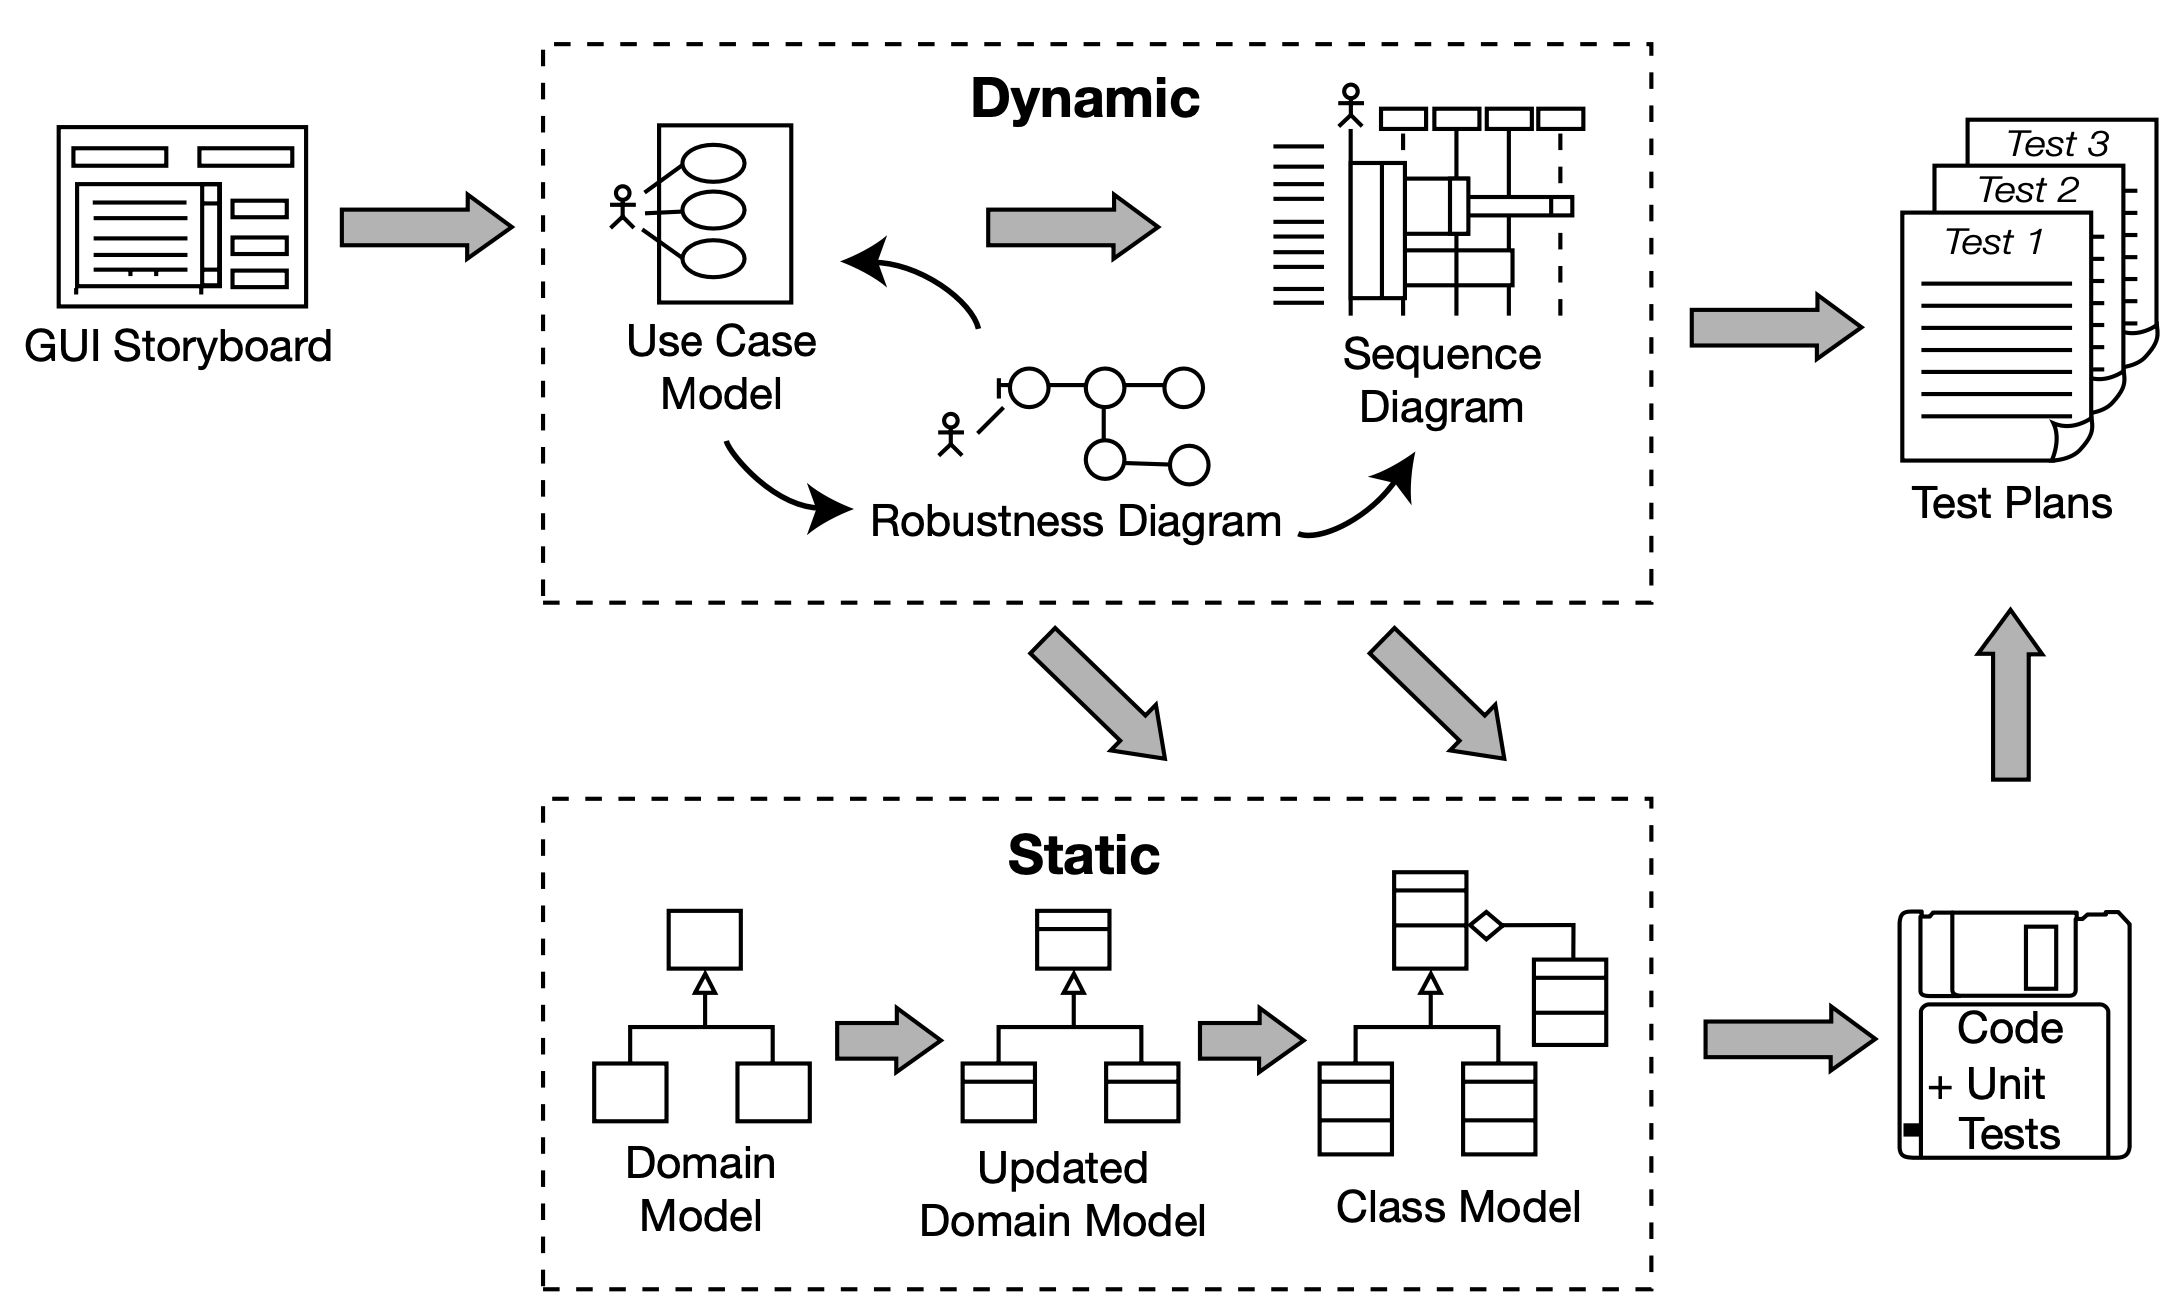 Dynamic
GUI Storyboard
Use Case
Model
Robustness Diagram
Sequence
Diagram
Test 3
Test 2
Test 1
Test Plans
Static
Domain
Model
Updated
Domain Model
Class Model
Code
+ Unit
Tests